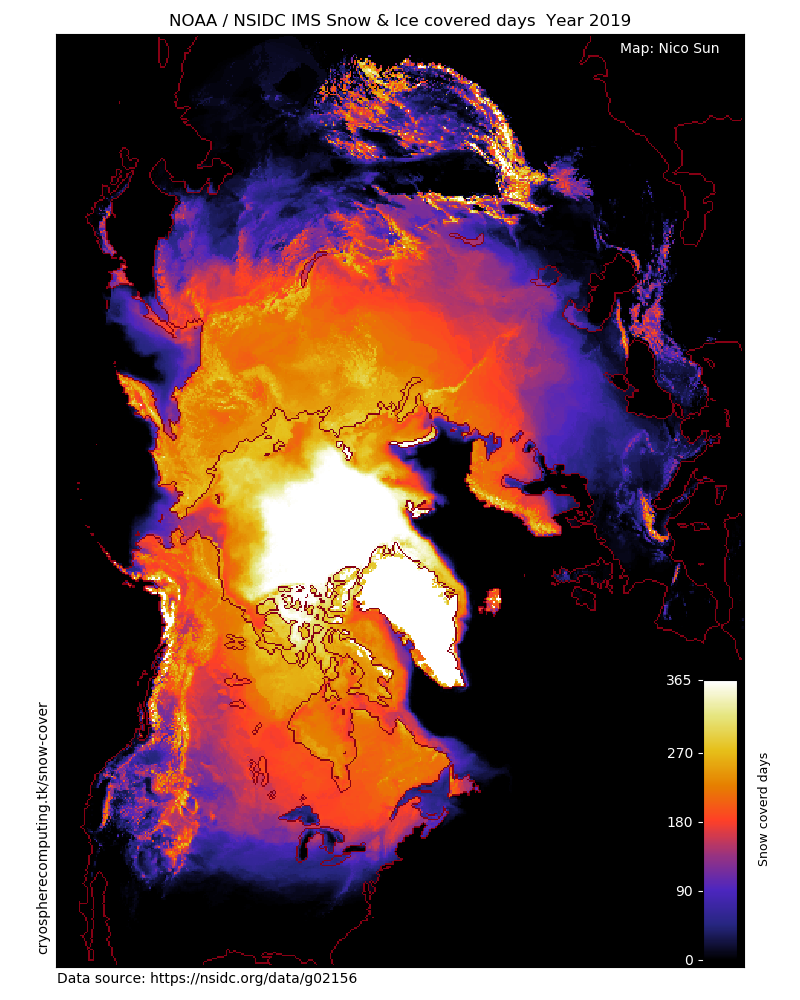 NOAA / NSIDC IMS Snow & Ice covered days  Year 2019
Map: Nico Sun
365
270
180
90
0
Snow coverd days
cryospherecomputing.tk/snow-cover
Data source: https://nsidc.org/data/g02156